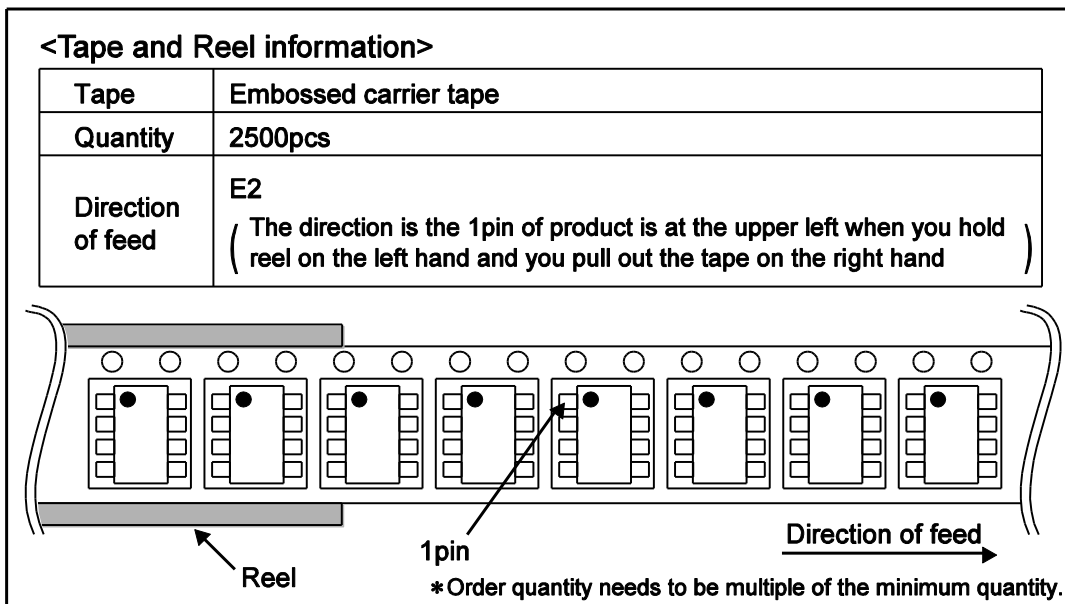 <Tape and Reel information>
Tape Embossed carrier tape
Quantity 2500pcs
Direction of feed
E2
( The direction is the 1pin of product is at the upper left when you hold
reel on the left hand and you pull out the tape on the right hand )
1pin
Reel
Direction of feed
*Order quantity needs to be multiple of the minimum quantity.